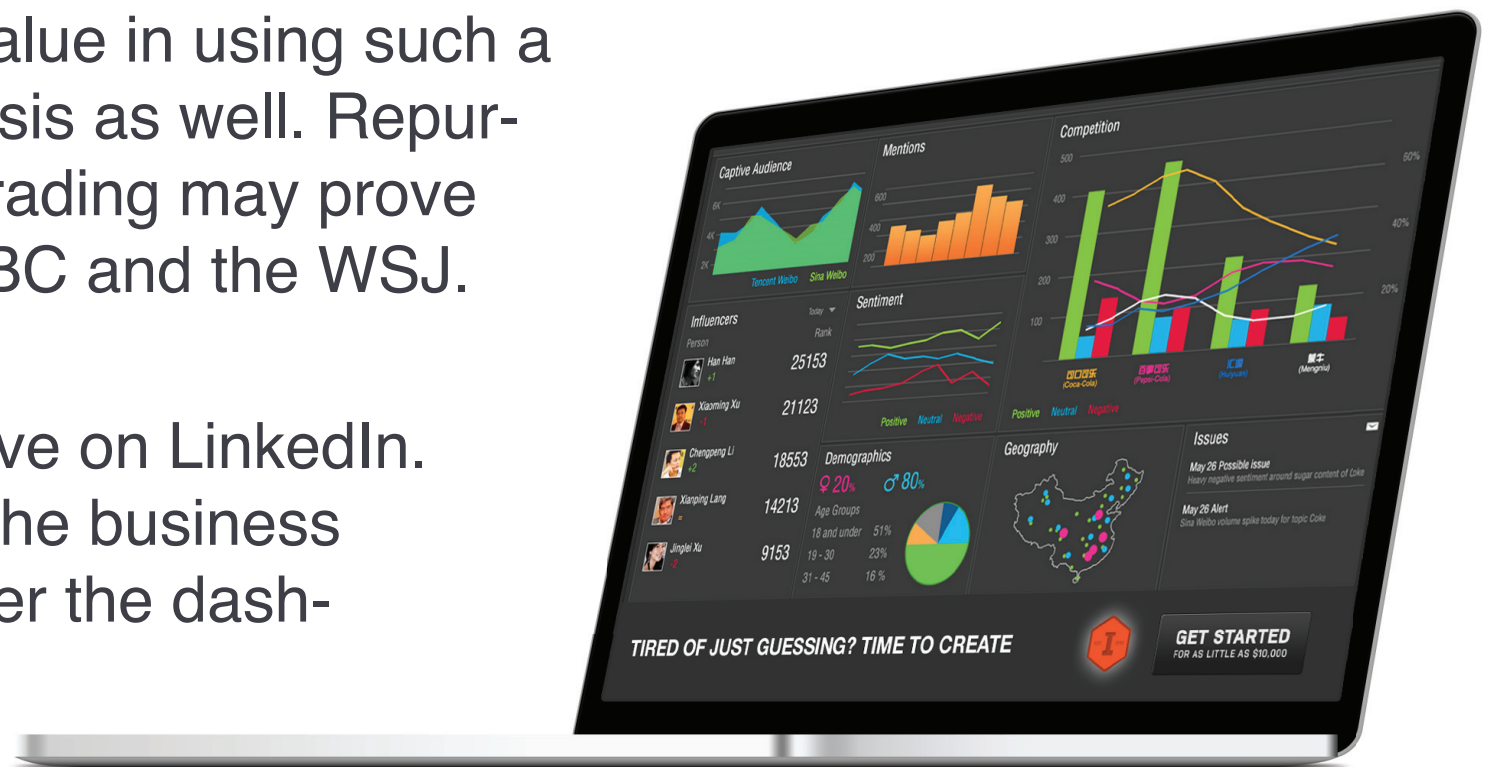 alue in using such a
sis as well. Repur-
rading may prove
BC and the WSJ.
ve on LinkedIn.
he business
er the dash-
Captive Audience
6K
4K
2K
Tencent Weibo Sina Weibo
Mentions
600
400
200
Competition
500
400
300
200
100
60%
40%
20%
可口可乐
(Coca-Cola)
百事可乐
(Pepsi-Cola)
汇源
(Huiyuan)
蒙牛
(Mengniu)
Positive Neutral Negative
Influencers
Today
Person Rank
Han Han 25153
+1
Xiaoming Xu 21123
-1
Chengpeng Li 18553
+2
Xianping Lang 14213
=
Jinglei Xu 9153
-2
Sentiment
Positive Neutral Negative
Demographics
♀ 20% ♂ 80%
Age Groups
18 and under 51%
19 - 30 23%
31 - 45 16 %
Geography
Issues
May 26 Possible issue
Heavy negative sentiment around sugar content of Coke
May 26 Alert
Sina Weibo volume spike today for topic Coke
TIRED OF JUST GUESSING? TIME TO CREATE
I
GET STARTED
FOR AS LITTLE AS $10,000